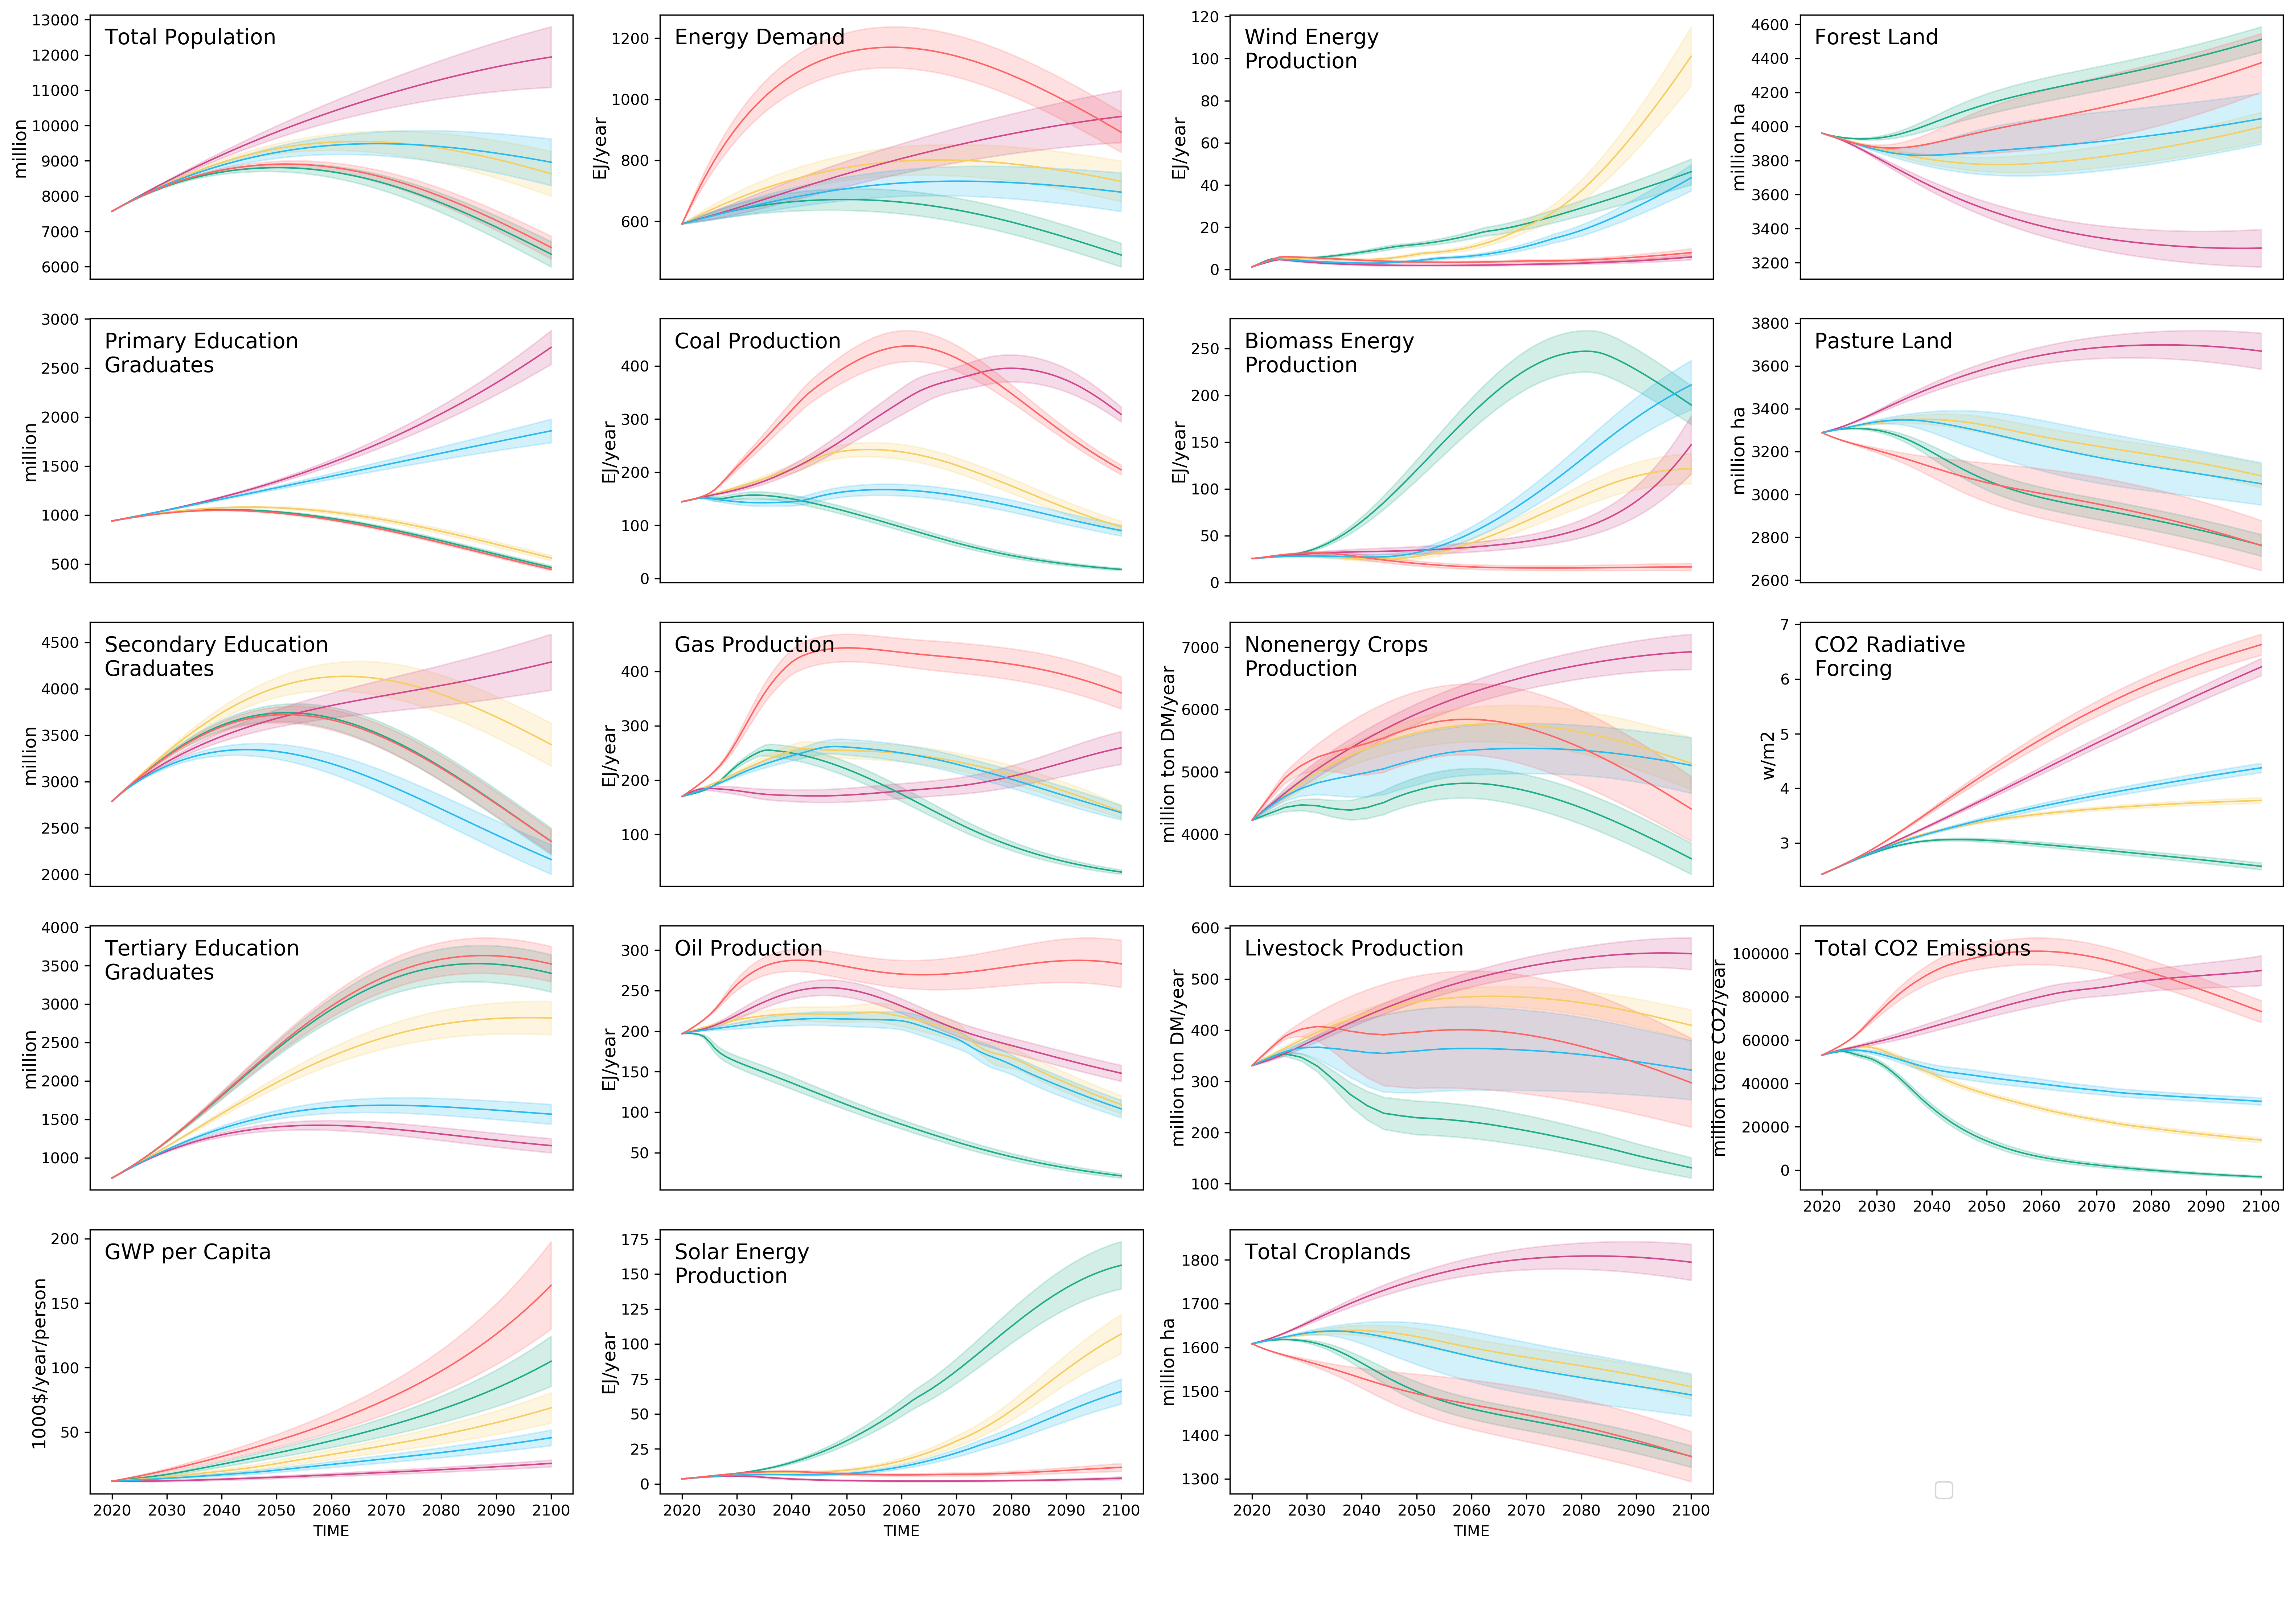 Total Population
million
13000
12000
11000
10000
9000
8000
7000
6000
Energy Demand
EJ/year
1200
1000
800
600
Wind Energy
Production
EJ/year
120
100
80
60
40
20
0
Forest Land
million ha
4600
4400
4200
4000
3800
3600
3400
3200
Primary Education
Graduates
million
3000
2500
2000
1500
1000
500
Coal Production
EJ/year
400
300
200
100
0
Biomass Energy
Production
EJ/year
250
200
150
100
50
0
Pasture Land
million ha
3800
3600
3400
3200
3000
2800
2600
Secondary Education
Graduates
million
4500
4000
3500
3000
2500
2000
Gas Production
EJ/year
400
300
200
100
Nonenergy Crops
Production
million ton DM/year
7000
6000
5000
4000
CO2 Radiative
Forcing
w/m2
7
6
5
4
3
Tertiary Education
Graduates
million
4000
3500
3000
2500
2000
1500
1000
Oil Production
EJ/year
300
250
200
150
100
50
Livestock Production
million ton DM/year
600
500
400
300
200
100
Total CO2 Emissions
million tone CO2/year
100000
80000
60000
40000
20000
0
2020 2030 2040 2050 2060 2070 2080 2090 2100
GWP per Capita
1000$/year/person
200
150
100
50
2020 2030 2040 2050 2060 2070 2080 2090 2100
TIME
Solar Energy
Production
EJ/year
175
150
125
100
75
50
25
0
2020 2030 2040 2050 2060 2070 2080 2090 2100
TIME
Total Croplands
million ha
1800
1700
1600
1500
1400
1300
2020 2030 2040 2050 2060 2070 2080 2090 2100
TIME